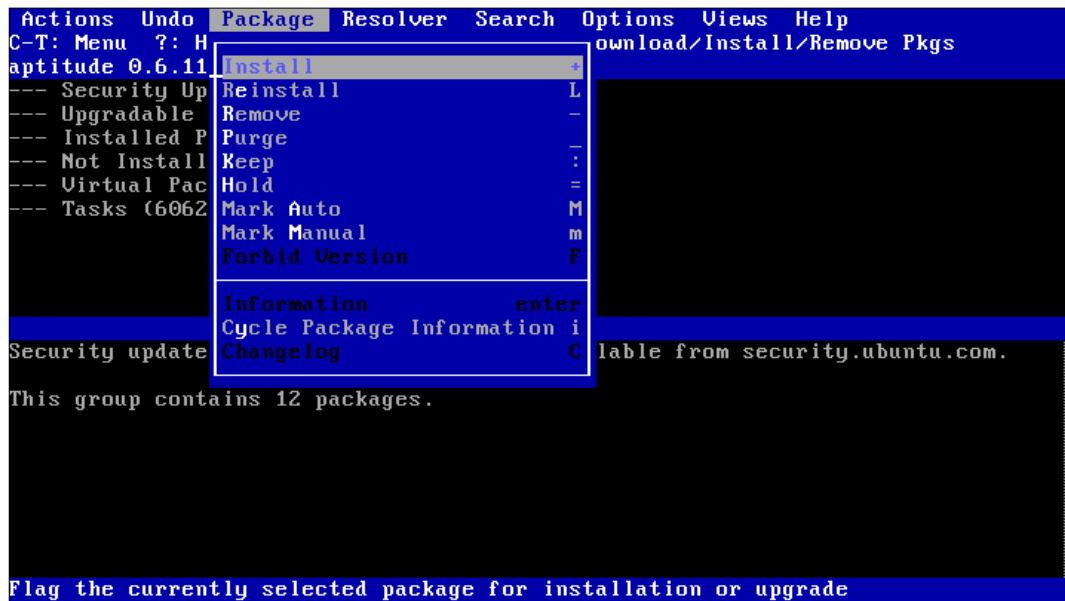 Actions Undo Package Resolver Search Options Views Help
C-T: Menu ?: H ownload/Install/Remove Pkgs
aptitude 0.6.11 Install +
--- Security Up Reinstall L
--- Upgradable Remove -
--- Installed P Purge _
--- Not Install Keep :
--- Virtual Pac Hold =
--- Tasks (6062 Mark Auto M
Mark Manual m
Forbid Version F
Information enter
Cycle Package Information i
Security update Changelog C lable from security.ubuntu.com.
This group contains 12 packages.
Flag the currently selected package for installation or upgrade